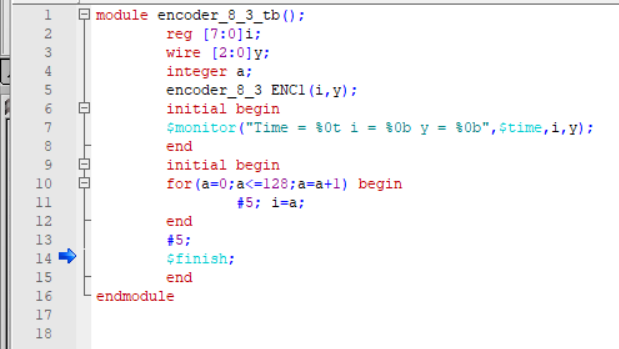 1 module encoder_8_3_tb();
2 reg [7:0]i;
3 wire [2:0]y;
4 integer a;
5 encoder_8_3 ENC1(i,y);
6 initial begin
7 $monitor("Time = %0t i = %0b y = %0b",$time,i,y);
8 end
9 initial begin
10 for(a=0;a<=128;a=a+1) begin
11 #5; i=a;
12 end
13 #5;
14 $finish;
15 end
16 endmodule
17
18